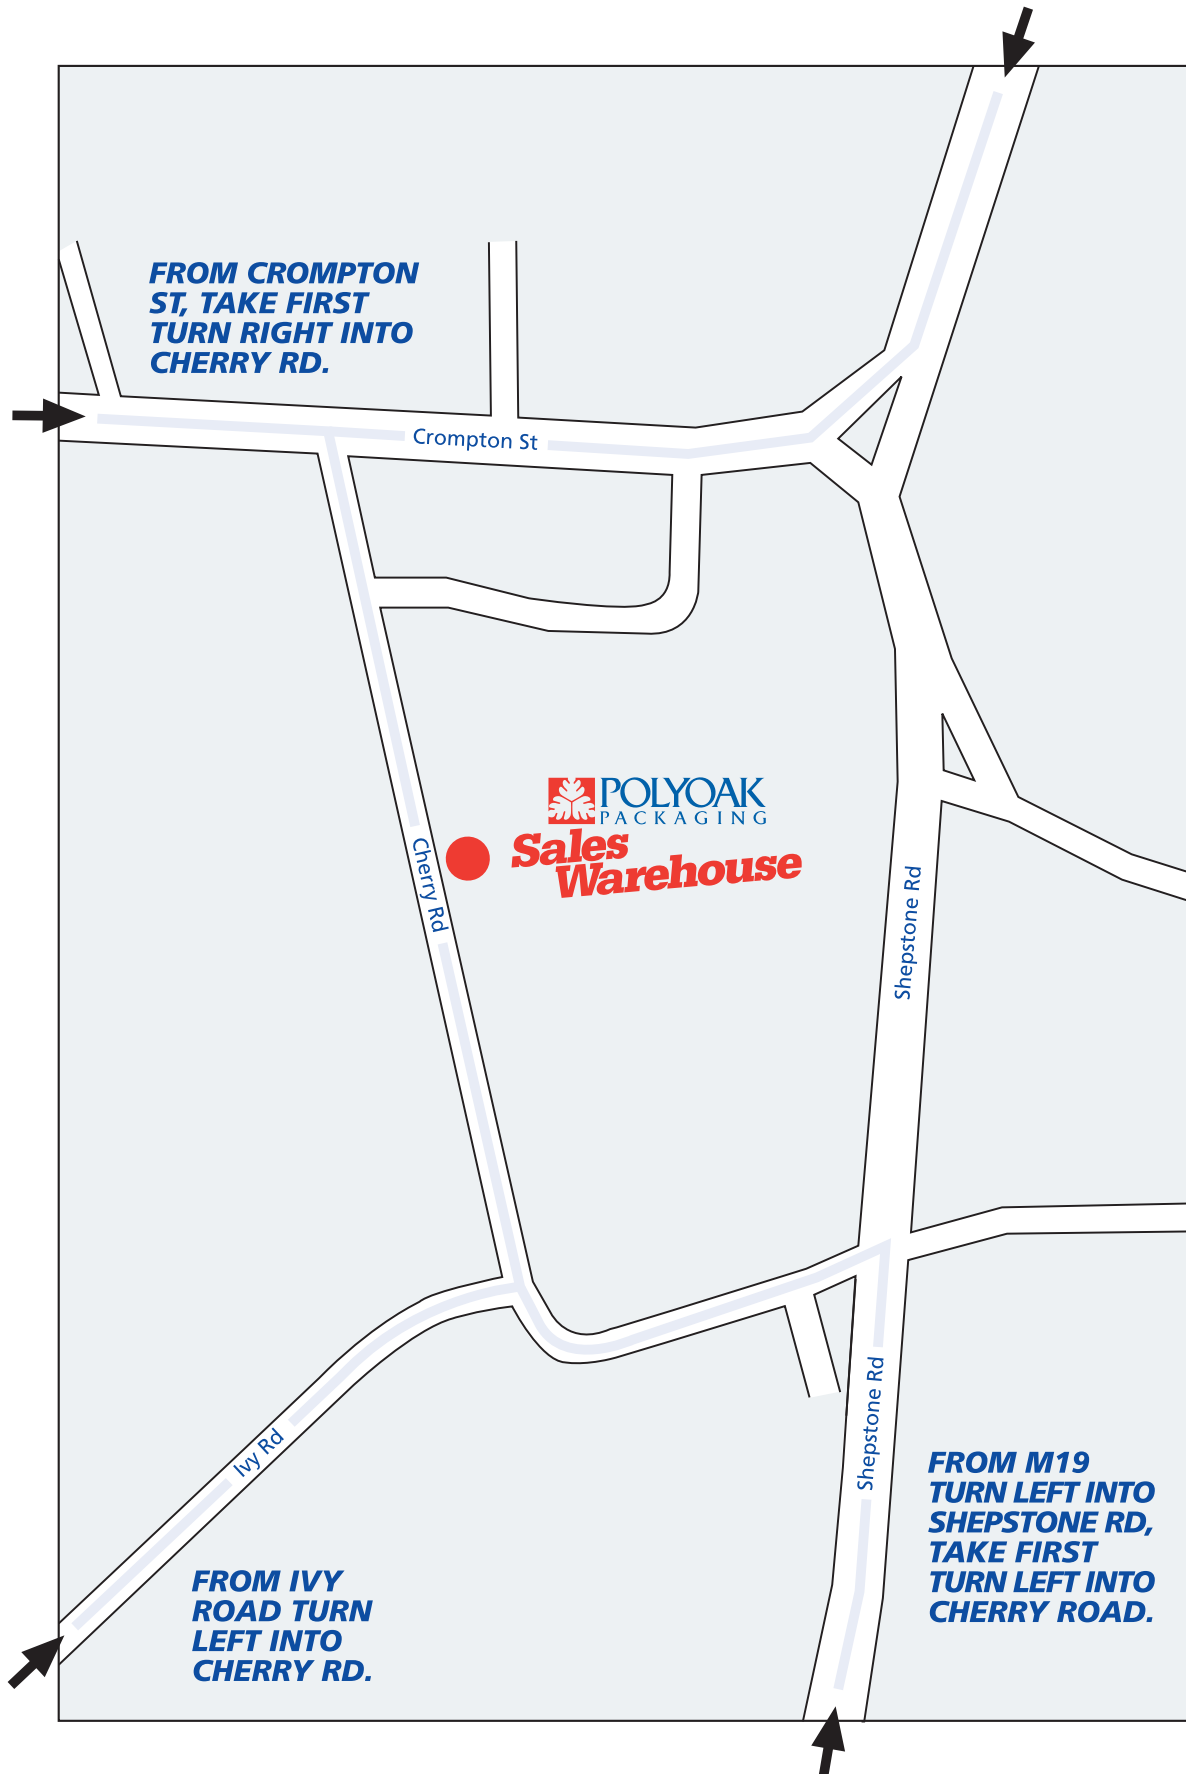 FROM CROMPTON
ST, TAKE FIRST
TURN RIGHT INTO
CHERRY RD.
Crompton St
POLYOAK
PACKAGING
Sales
Warehouse
Cherry Rd
Shepstone Rd
Shepstone Rd
Ivy Rd
FROM M19
TURN LEFT INTO
SHEPSTONE RD,
TAKE FIRST
TURN LEFT INTO
CHERRY ROAD.
FROM IVY
ROAD TURN
LEFT INTO
CHERRY RD.